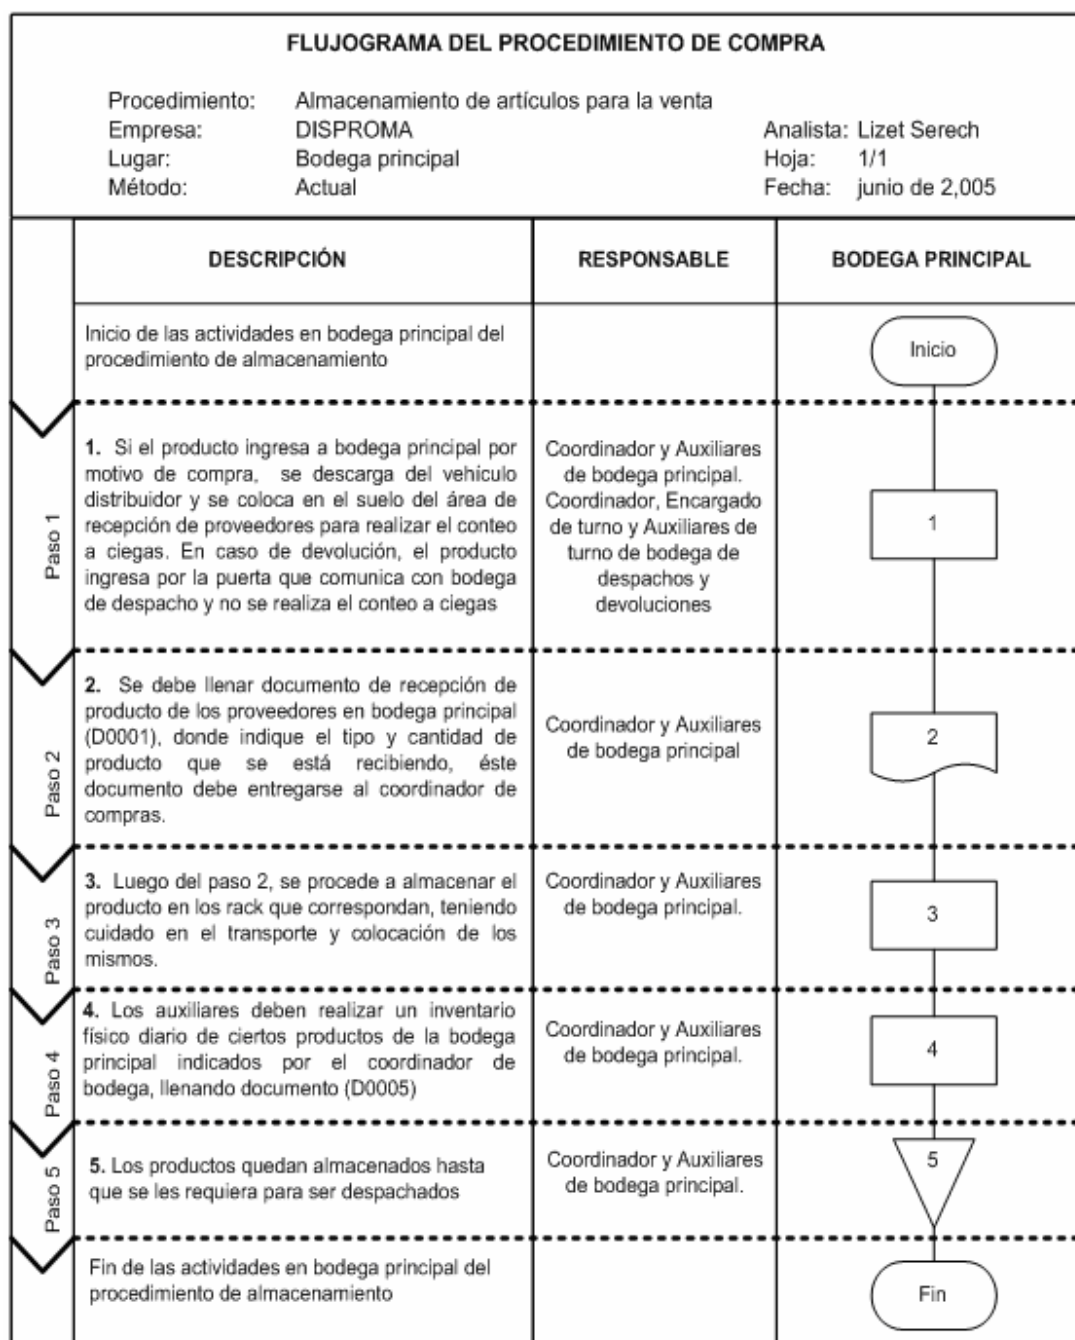 FLUJOGRAMA DEL PROCEDIMIENTO DE COMPRA
Procedimiento: Almacenamiento de artículos para la venta
Empresa: DISPROMA Analista: Lizet Serech
Lugar: Bodega principal Hoja: 1/1
Método: Actual Fecha: junio de 2,005
DESCRIPCIÓN RESPONSABLE BODEGA PRINCIPAL
Inicio de las actividades en bodega principal del
procedimiento de almacenamiento
Inicio
Paso 1
1. Si el producto ingresa a bodega principal por
motivo de compra, se descarga del vehículo
distribuidor y se coloca en el suelo del área de
recepción de proveedores para realizar el conteo
a ciegas. En caso de devolución, el producto
ingresa por la puerta que comunica con bodega
de despacho y no se realiza el conteo a ciegas
Coordinador y Auxiliares
de bodega principal.
Coordinador, Encargado
de turno y Auxiliares de
turno de bodega de
despachos y
devoluciones
1
Paso 2
2. Se debe llenar documento de recepción de
producto de los proveedores en bodega principal
(D0001), donde indique el tipo y cantidad de
producto que se está recibiendo, éste
documento debe entregarse al coordinador de
compras.
Coordinador y Auxiliares
de bodega principal
2
Paso 3
3. Luego del paso 2, se procede a almacenar el
producto en los rack que correspondan, teniendo
cuidado en el transporte y colocación de los
mismos.
Coordinador y Auxiliares
de bodega principal.
3
Paso 4
4. Los auxiliares deben realizar un inventario
físico diario de ciertos productos de la bodega
principal indicados por el coordinador de
bodega, llenando documento (D0005)
Coordinador y Auxiliares
de bodega principal.
4
Paso 5
5. Los productos quedan almacenados hasta
que se les requiera para ser despachados
Coordinador y Auxiliares
de bodega principal.
5
Fin de las actividades en bodega principal del
procedimiento de almacenamiento
Fin